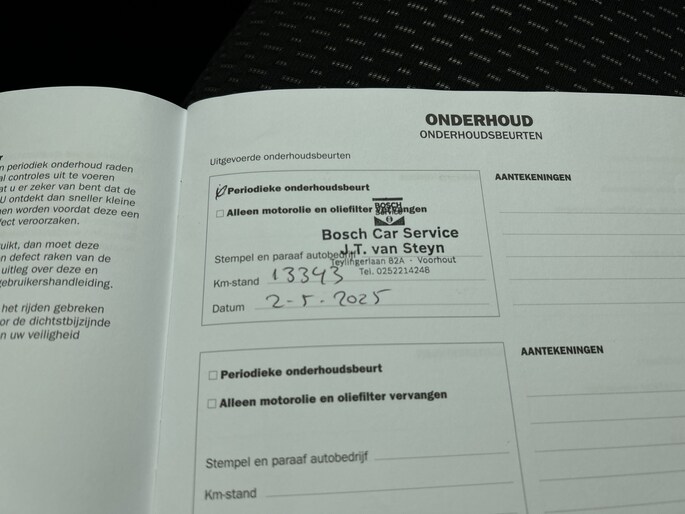 r
n periodiek onderhoud raden
al controles uit te voeren
at u er zeker van bent dat de
U ontdekt dan sneller kleine
nen worden voordat deze een
fect veroorzaken.
uikt, dan moet deze
n defect raken van de
uitleg over deze en
gebruikershandleiding.
het rijden gebreken
or de dichtstbijzijnde
n uw veiligheid
ONDERHOUD
ONDERHOUDSBEURTEN
Uitgevoerde onderhoudsbeurten
Periodieke onderhoudsbeurt
Alleen motorolie en oliefilter vervangen
BOSCH
Service
Bosch Car Service
J.T. van Steyn
Stempel en paraaf autobedrijf
Teylingerlaan 82A - Voorhout
Tel. 0252214248
Km-stand 13343
Datum 2-5-2025
AANTEKENINGEN
Periodieke onderhoudsbeurt
Alleen motorolie en oliefilter vervangen
Stempel en paraaf autobedrijf
Km-stand
AANTEKENINGEN